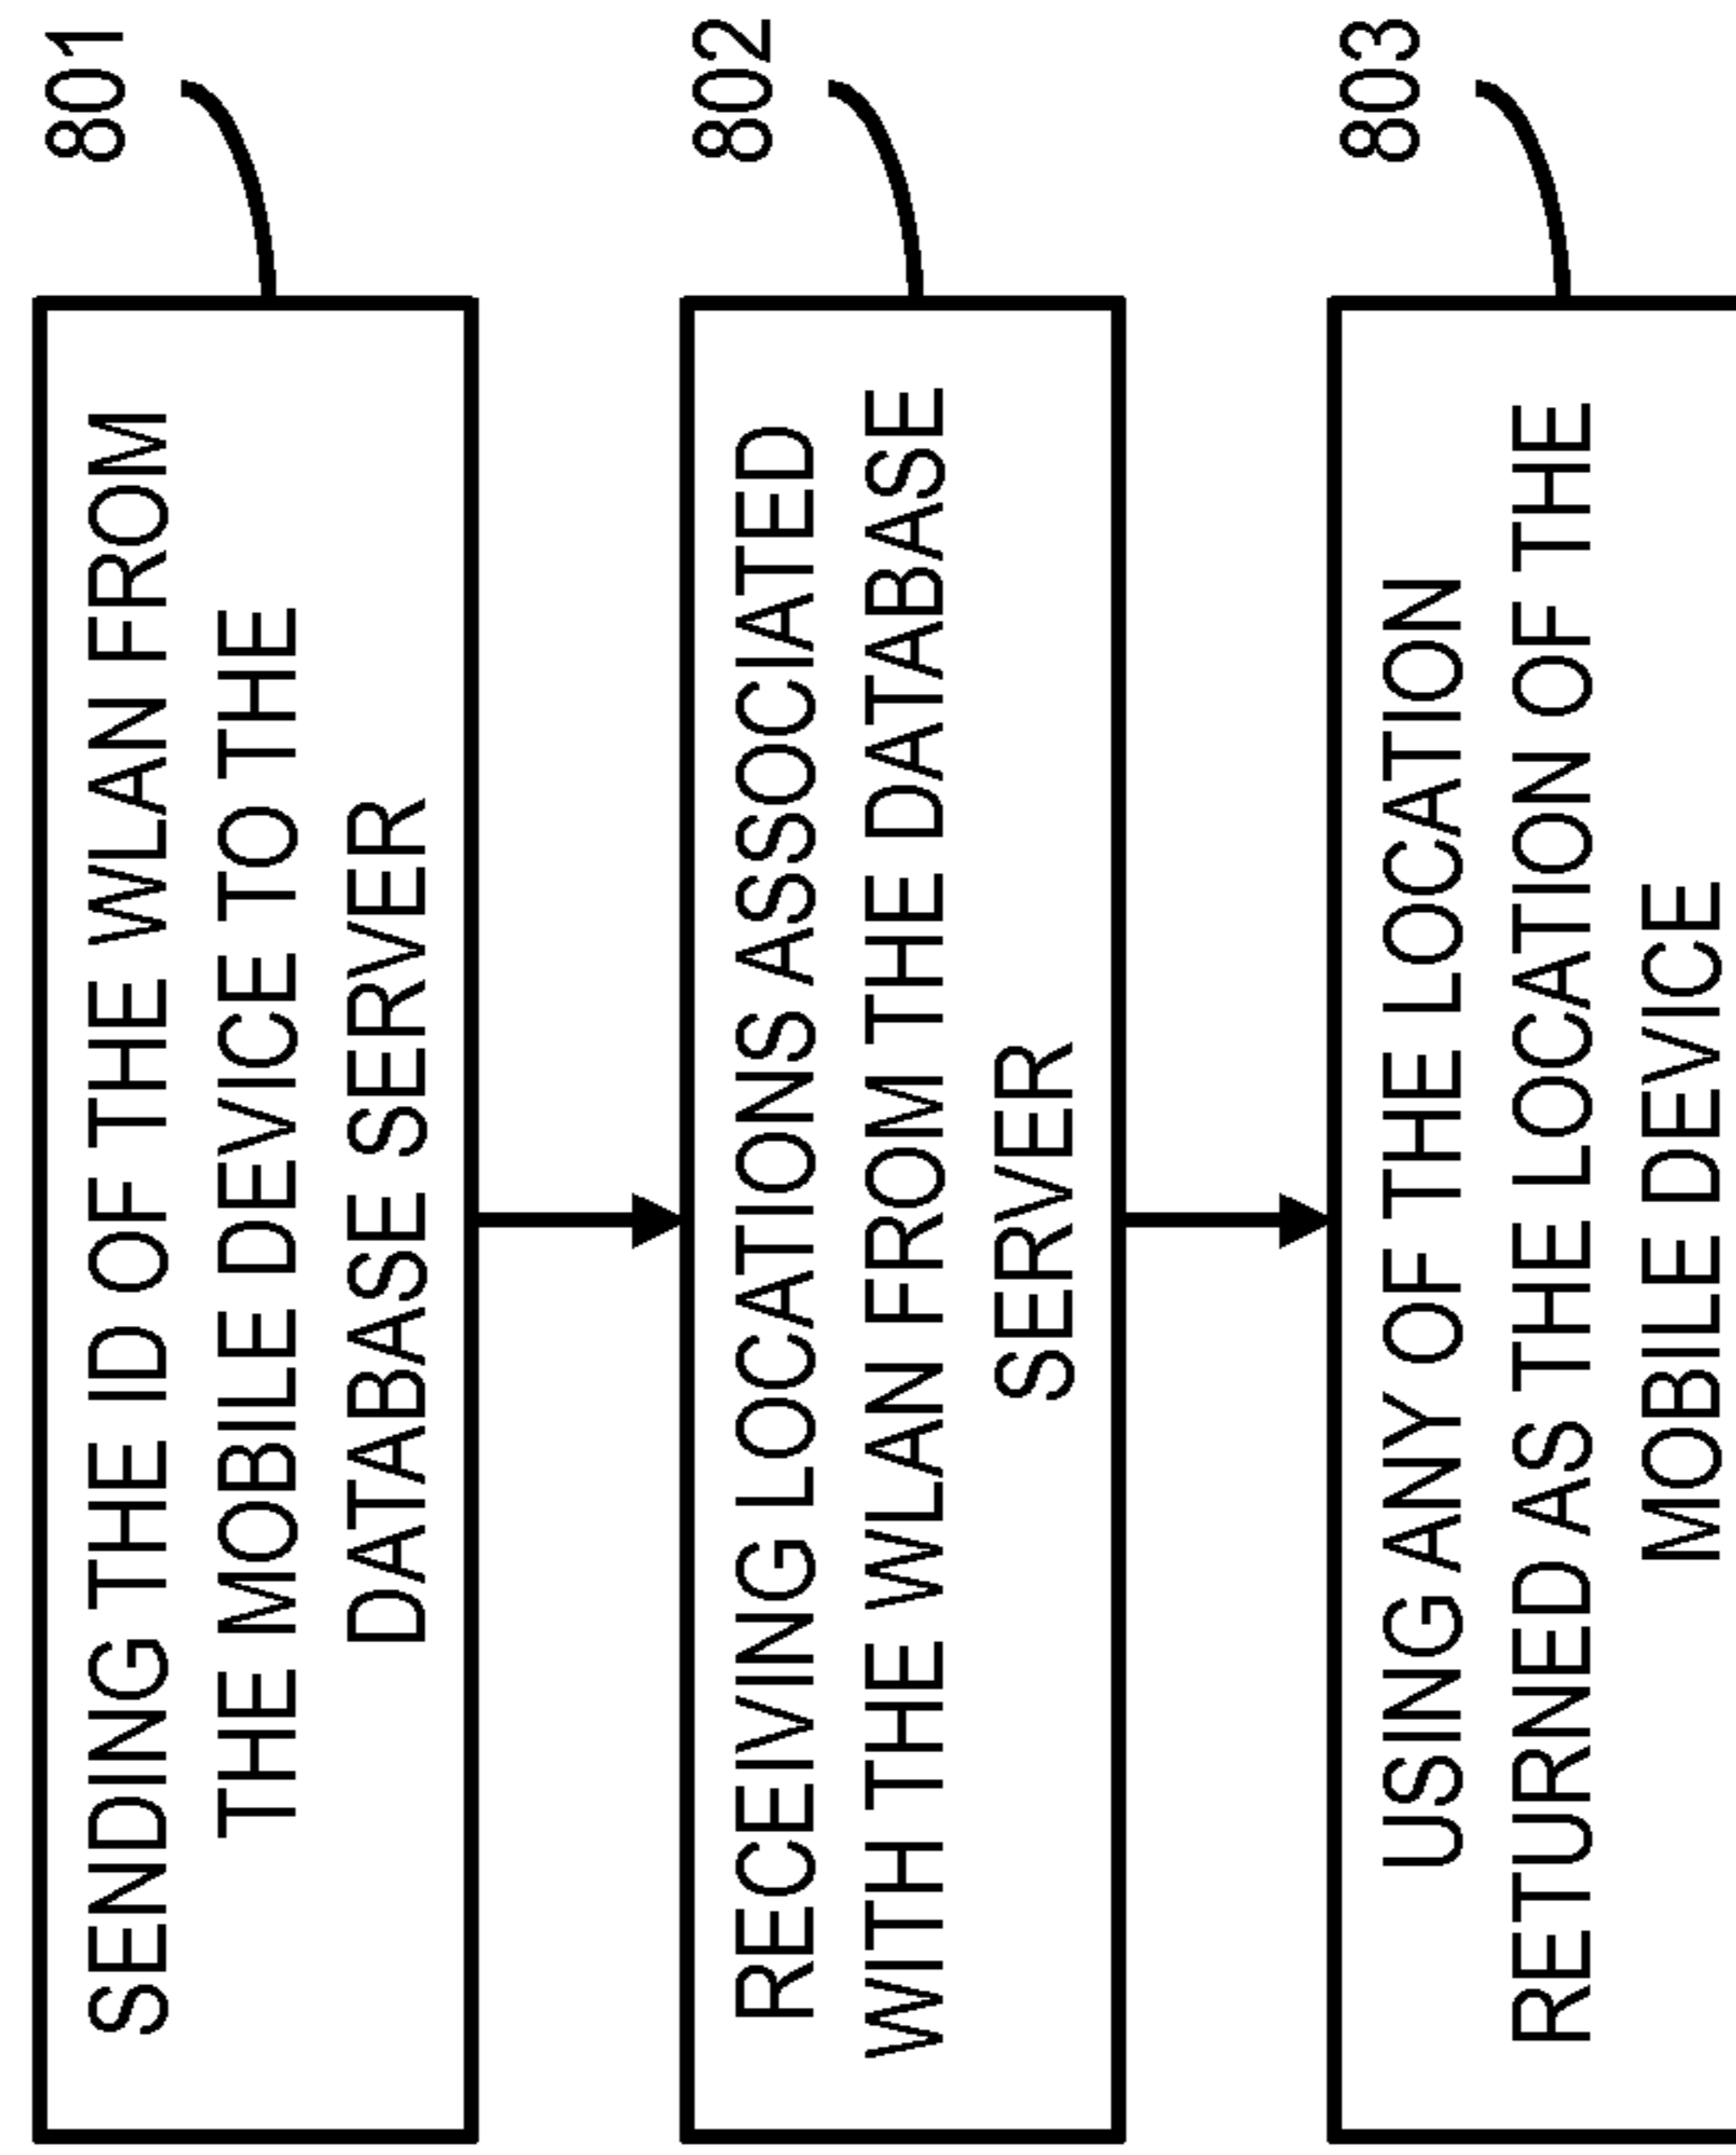 801
SENDING THE ID OF THE WLAN FROM
THE MOBILE DEVICE TO THE
DATABASE SERVER
802
RECEIVING LOCATIONS ASSOCIATED
WITH THE WLAN FROM THE DATABASE
SERVER
803
USING ANY OF THE LOCATION
RETURNED AS THE LOCATION OF THE
MOBILE DEVICE